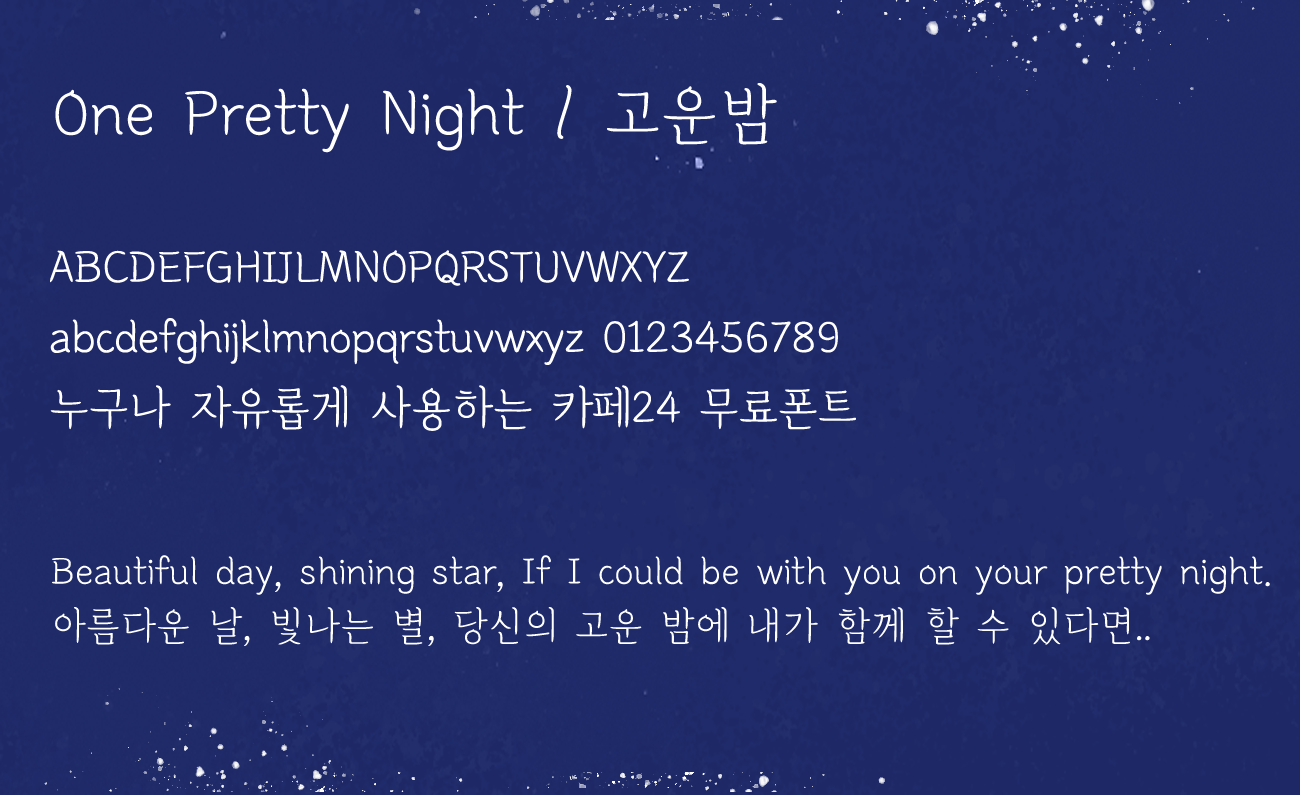 One Pretty Night / 고운밤
ABCDEFGHIJLMNOPQRSTUVWXYZ
abcdefghijklmnopqrstuvwxyz 0123456789
누구나 자유롭게 사용하는 카페24 무료폰트
Beautiful day, shining star, If I could be with you on your pretty night.
아름다운 날, 빛나는 별, 당신의 고운 밤에 내가 함께 할 수 있다면..